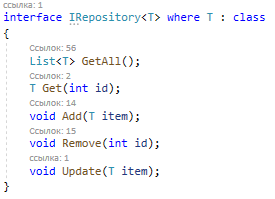 ссылка: 1
interface IRepository<T> where T : class
{
Ссылок: 56
List<T> GetAll();
Ссылок: 2
T Get(int id);
Ссылок: 14
void Add(T item);
Ссылок: 15
void Remove(int id);
ссылка: 1
void Update(T item);
}